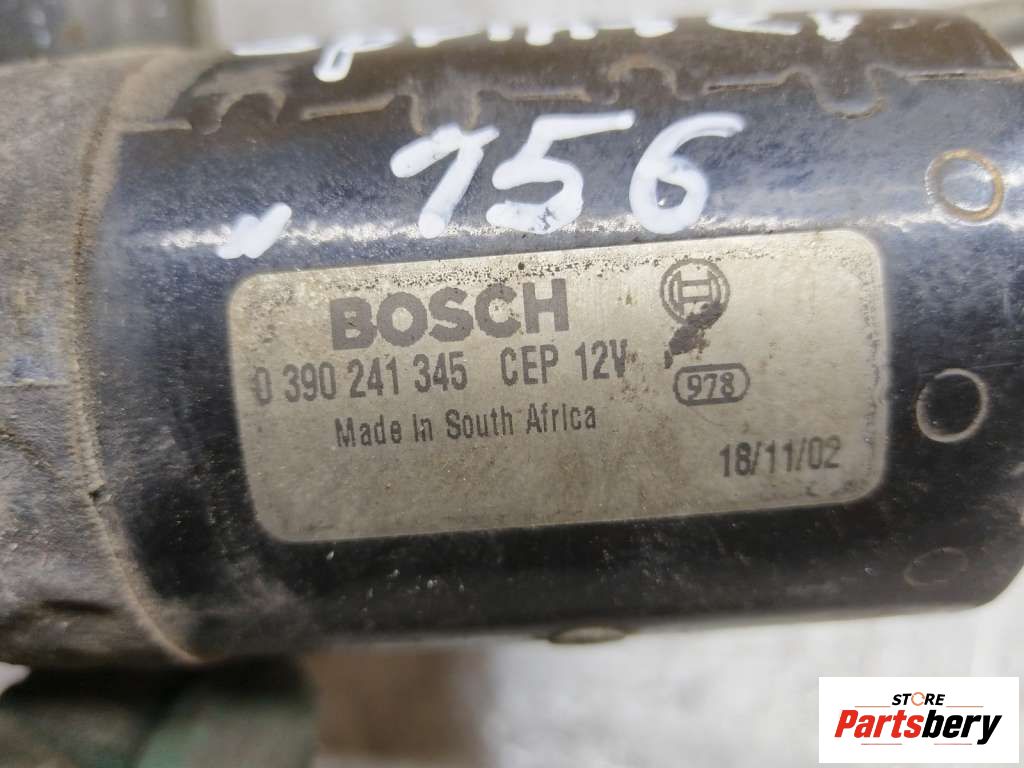 156
BOSCH
0 390 241 345 CEP 12V
978
Made in South Africa
18/11/02
STORE
Partsbery